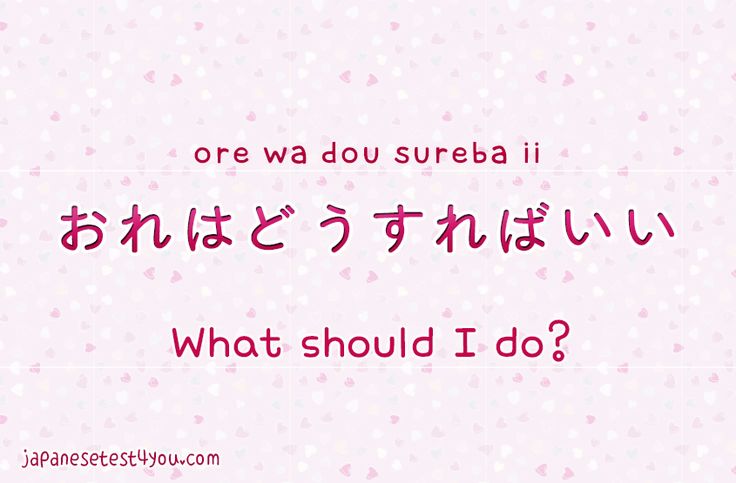 ore wa dou sureba ii
おれはどうすればいい
What should I do?
japanesetest4you.com